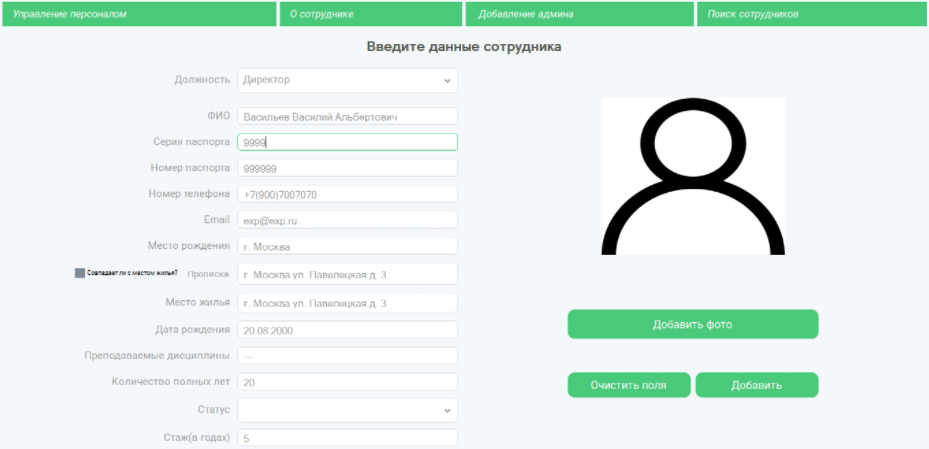 Управление персоналом О сотруднике Добавление админа Поиск сотрудников
Введите данные сотрудника
Должность Директор
ФИО Васильев Василий Альбертович
Серия паспорта 9999
Номер паспорта 999999
Номер телефона +7(900)7007070
Email exp@exp.ru
Место рождения г. Москва
Совпадает ли с местом жилья? Прописка г. Москва ул. Павелецкая д. 3
Место жилья г. Москва ул. Павелецкая д. 3
Дата рождения 20.08.2000
Добавить фото
Преподаваемые дисциплины ---
Количество полных лет 20
Очистить поля Добавить
Статус
Стаж(в годах) 5